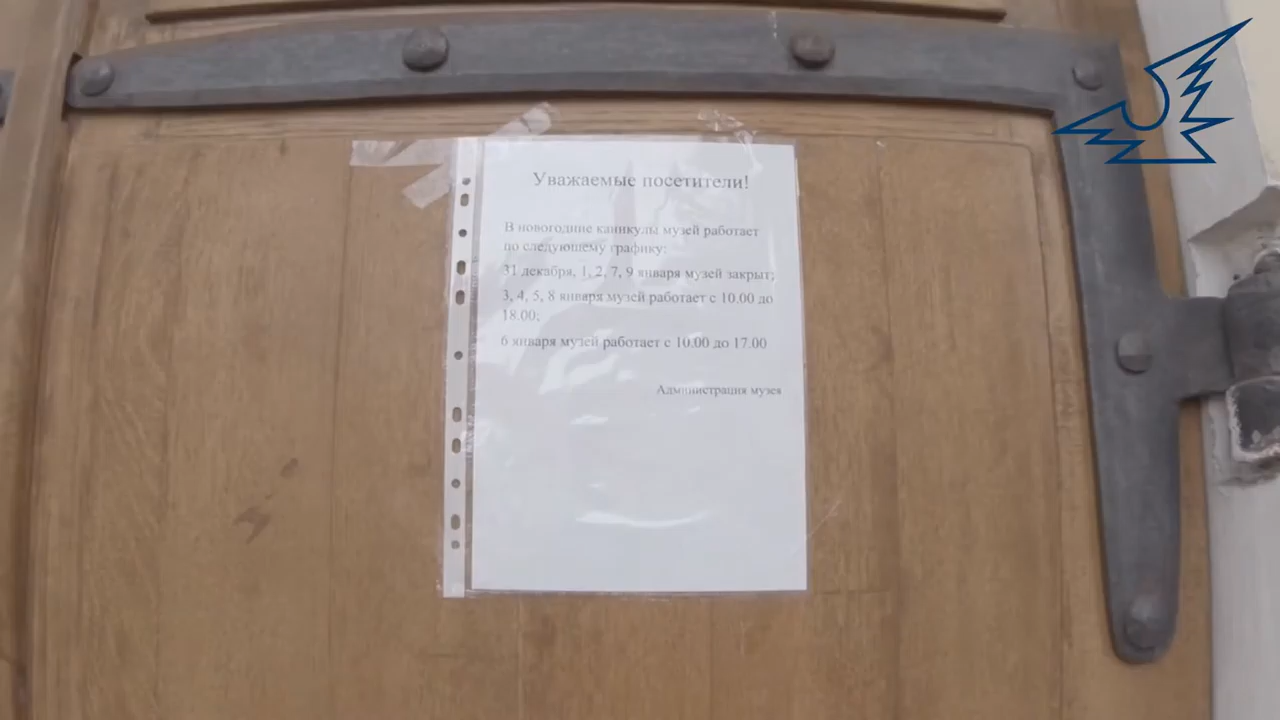 Уважаемые посетители!
В новогодние каникулы музей работает
по следующему графику:
31 декабря, 1, 2, 7, 9 января музей закрыт;
3, 4, 5, 8 января музей работает с 10.00 до
18.00;
6 января музей работает с 10.00 до 17.00
Администрация музея